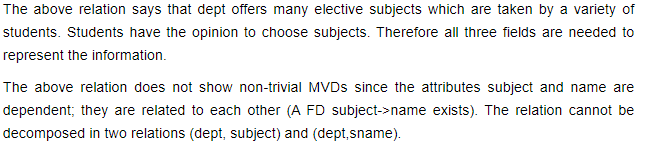 The above relation says that dept offers many elective subjects which are taken by a variety of
students. Students have the opinion to choose subjects. Therefore all three fields are needed to
represent the information.
The above relation does not show non-trivial MVDs since the attributes subject and name are
dependent; they are related to each other (A FD subject->name exists). The relation cannot be
decomposed in two relations (dept, subject) and (dept,sname).